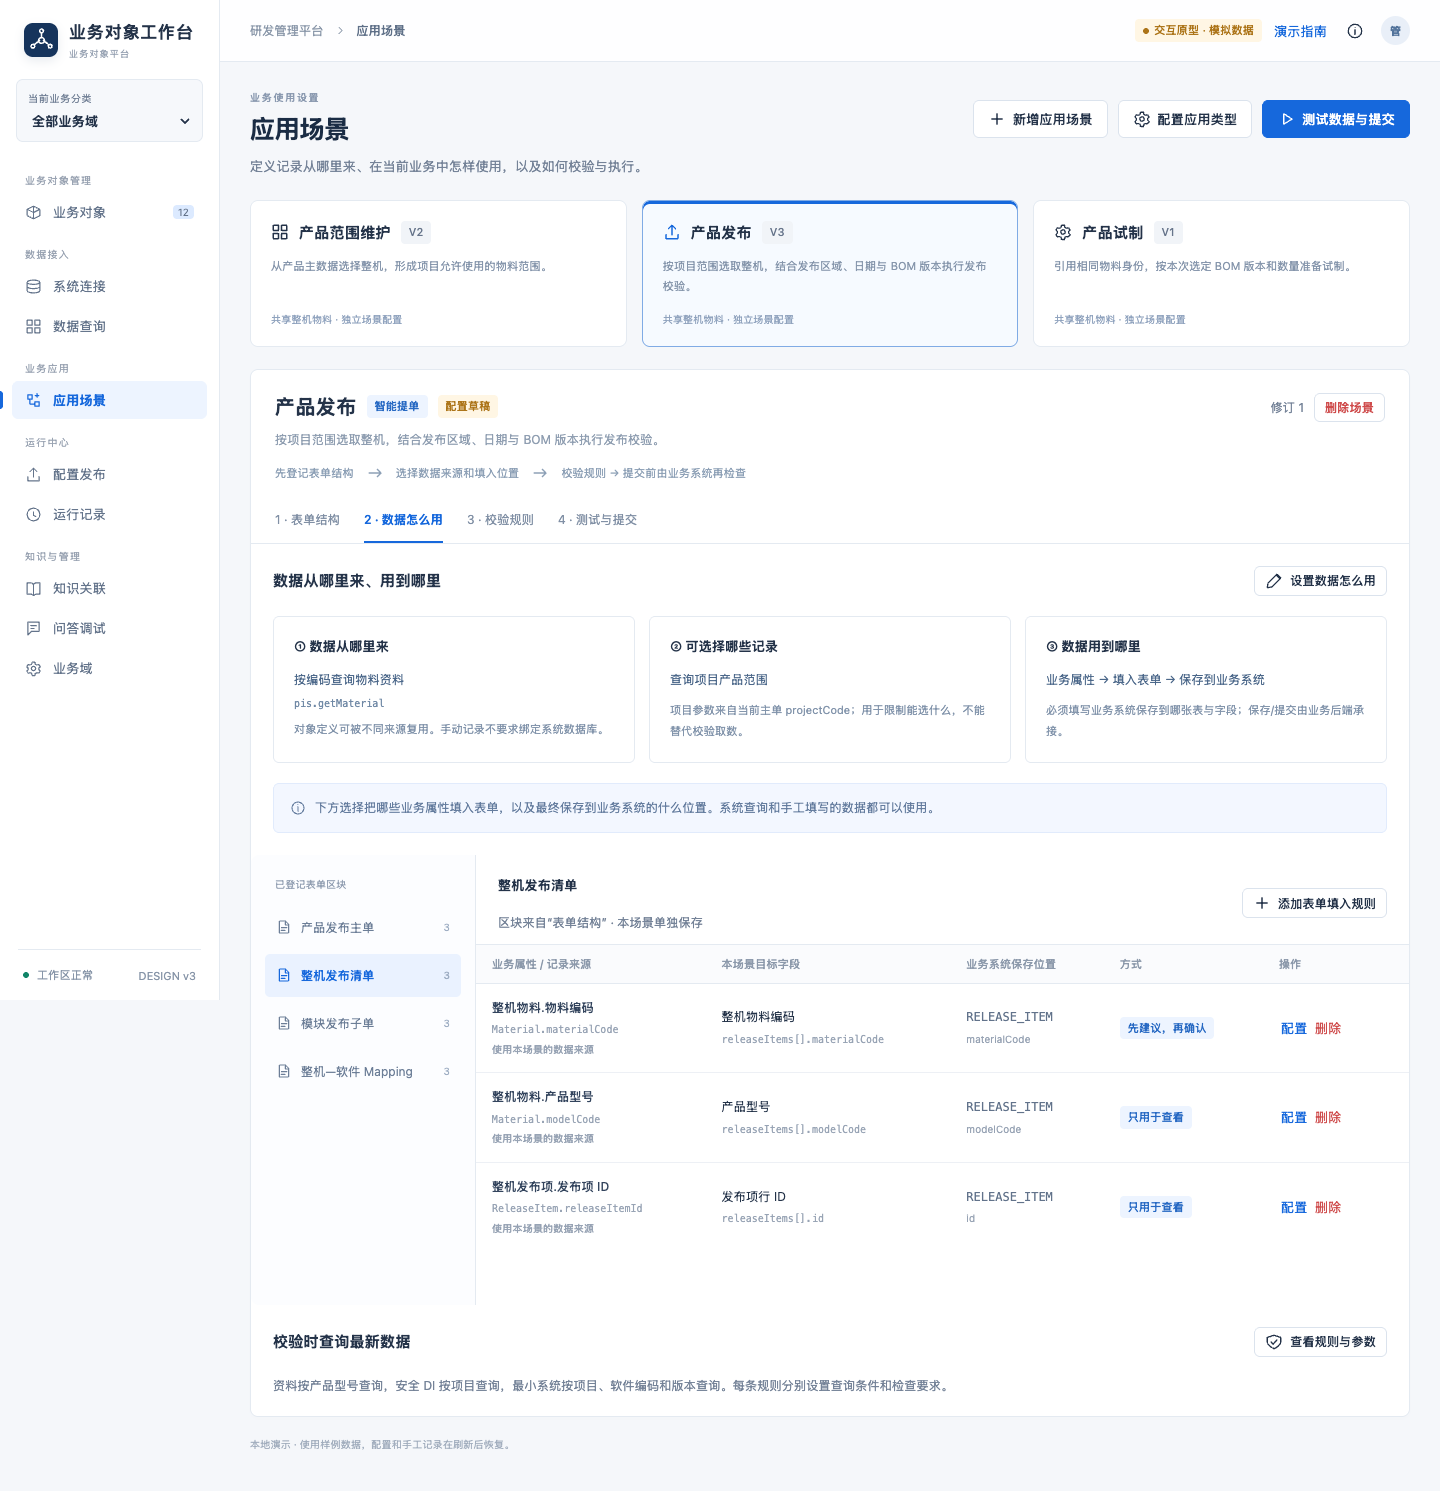 业务对象工作台
业务对象平台
当前业务分类
全部业务域
业务对象管理
业务对象
12
数据接入
系统连接
数据查询
业务应用
应用场景
运行中心
配置发布
运行记录
知识与管理
知识关联
问答调试
业务域
工作区正常
DESIGN v3
研发管理平台
应用场景
交互原型 · 模拟数据
演示指南
管
业务使用设置
应用场景
定义记录从哪里来、在当前业务中怎样使用，以及如何校验与执行。
新增应用场景
配置应用类型
测试数据与提交
产品范围维护
V2
从产品主数据选择整机，形成项目允许使用的物料范围。
共享整机物料 · 独立场景配置
产品发布
V3
按项目范围选取整机，结合发布区域、日期与 BOM 版本执行发布
校验。
共享整机物料 · 独立场景配置
产品试制
V1
引用相同物料身份，按本次选定 BOM 版本和数量准备试制。
共享整机物料 · 独立场景配置
产品发布
智能提单
配置草稿
修订 1
删除场景
按项目范围选取整机，结合发布区域、日期与 BOM 版本执行发布校验。
先登记表单结构 → 选择数据来源和填入位置 → 校验规则 → 提交前由业务系统再检查
1 · 表单结构
2 · 数据怎么用
3 · 校验规则
4 · 测试与提交
数据从哪里来、用到哪里
设置数据怎么用
① 数据从哪里来
按编码查询物料资料
pis.getMaterial
对象定义可被不同来源复用。手动记录不要求绑定系统数据库。
② 可选择哪些记录
查询项目产品范围
项目参数来自当前主单 projectCode；用于限制能选什么，不能
替代校验取数。
③ 数据用到哪里
业务属性 → 填入表单 → 保存到业务系统
必须填写业务系统保存到哪张表与字段；保存/提交由业务后端承
接。
下方选择把哪些业务属性填入表单，以及最终保存到业务系统的什么位置。系统查询和手工填写的数据都可以使用。
已登记表单区块
产品发布主单 3
整机发布清单 3
模块发布子单 3
整机—软件 Mapping 3
整机发布清单
区块来自“表单结构” · 本场景单独保存
添加表单填入规则
业务属性 / 记录来源
本场景目标字段
业务系统保存位置
方式
操作
整机物料.物料编码
Material.materialCode
使用本场景的数据来源
整机物料编码
releaseItems[].materialCode
RELEASE_ITEM
materialCode
先建议，再确认
配置 删除
整机物料.产品型号
Material.modelCode
使用本场景的数据来源
产品型号
releaseItems[].modelCode
RELEASE_ITEM
modelCode
只用于查看
配置 删除
整机发布项.发布项 ID
ReleaseItem.releaseItemId
使用本场景的数据来源
发布项行 ID
releaseItems[].id
RELEASE_ITEM
id
只用于查看
配置 删除
校验时查询最新数据
查看规则与参数
资料按产品型号查询，安全 DI 按项目查询，最小系统按项目、软件编码和版本查询。每条规则分别设置查询条件和检查要求。
本地演示 · 使用样例数据，配置和手工记录在刷新后恢复。